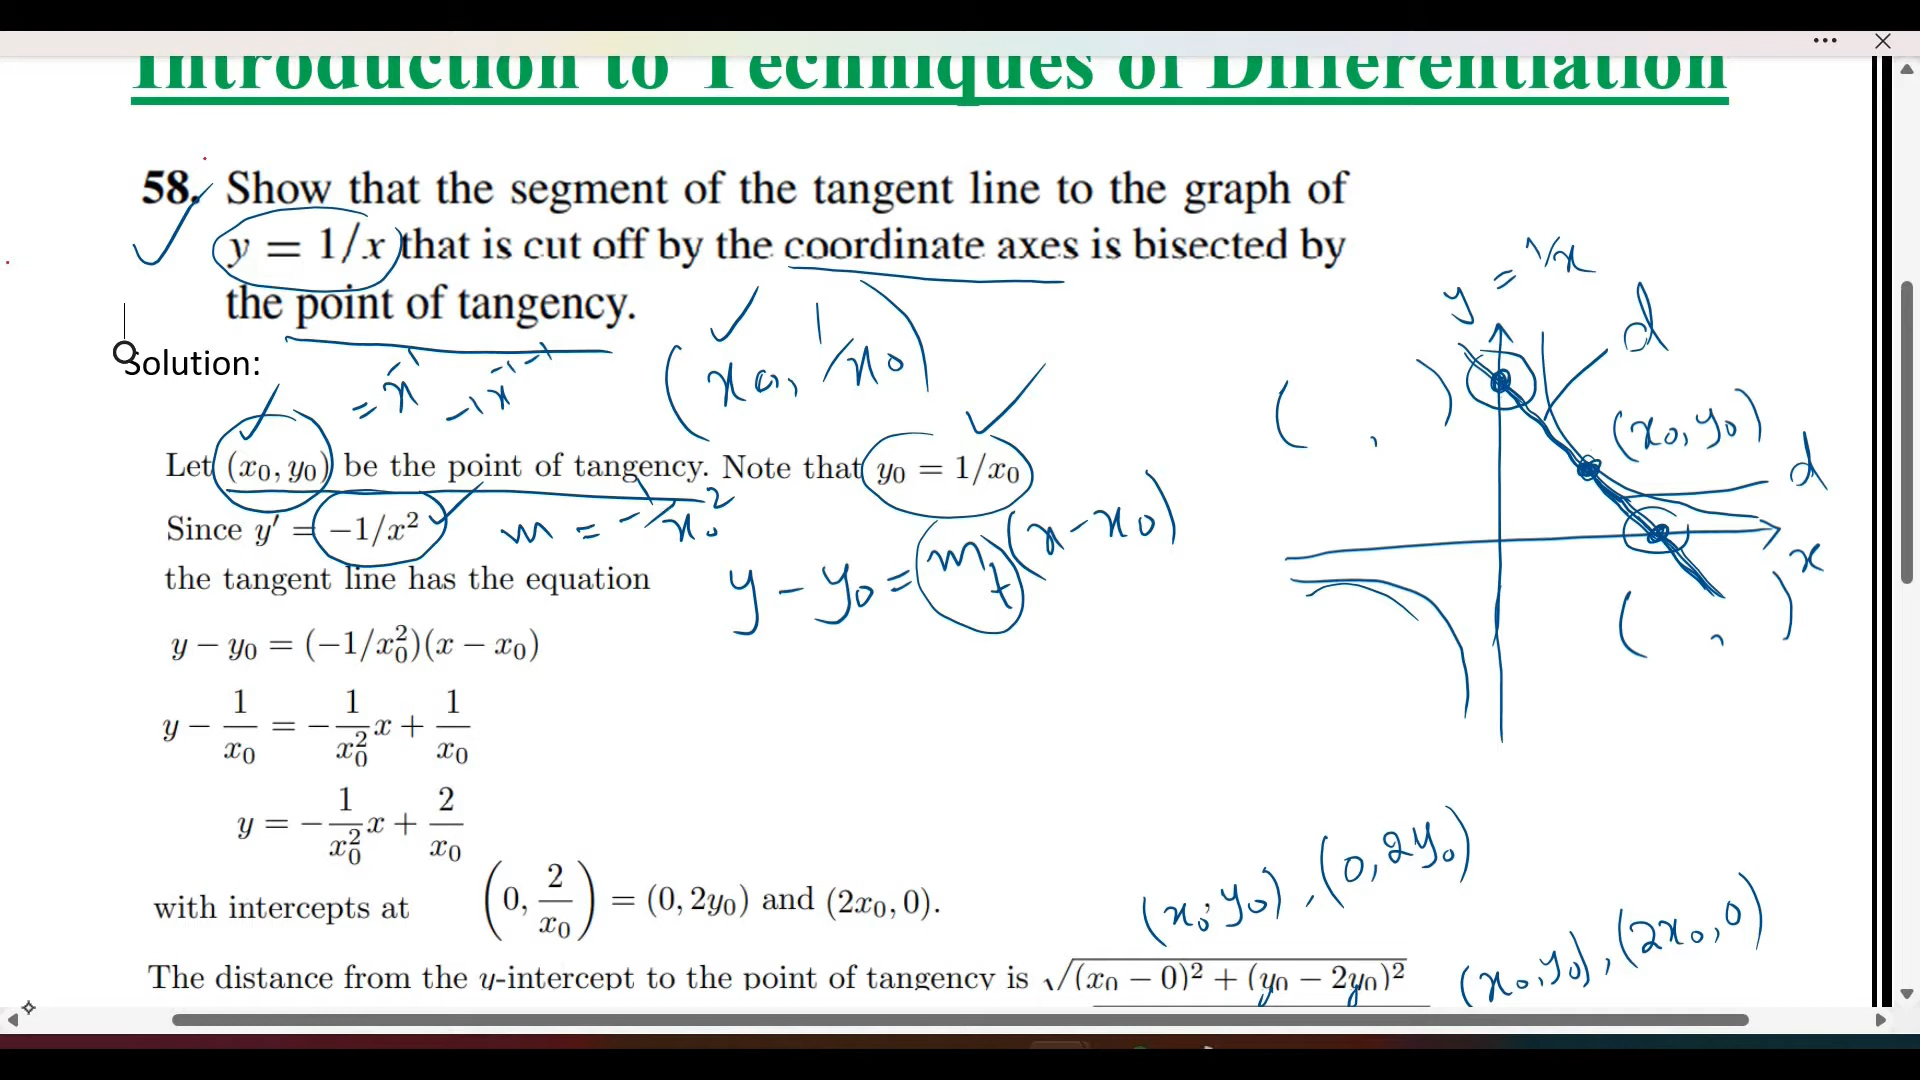 Introduction to Techniques of Differentiation
58. Show that the segment of the tangent line to the graph of
y = 1/x that is cut off by the coordinate axes is bisected by
the point of tangency.
Solution:
= x⁻¹
-1 x⁻¹⁻¹
(x₀, 1/x₀)
y = 1/x
d
( , )
(x₀, y₀)
d
x
( , )
Let (x₀, y₀) be the point of tangency. Note that y₀ = 1/x₀
Since y′ = −1/x²
m = -1/x₀²
the tangent line has the equation
y - y₀ = m_t (x - x₀)
y − y₀ = (−1/x₀²)(x − x₀)
y − 1/x₀ = − 1/x₀² x + 1/x₀
y = − 1/x₀² x + 2/x₀
with intercepts at (0, 2/x₀) = (0, 2y₀) and (2x₀, 0).
(x₀, y₀), (0, 2y₀)
(x₀, y₀), (2x₀, 0)
The distance from the y-intercept to the point of tangency is √(x₀ − 0)² + (y₀ − 2y₀)²